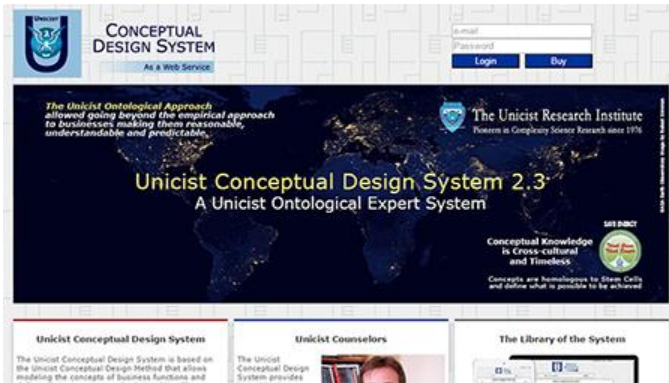 Unicist
CONCEPTUAL
DESIGN SYSTEM
As a Web Service
e-mail
Password
Login Buy
The Unicist Ontological Approach
allowed going beyond the empirical approach
to businesses making them reasonable,
understandable and predictable.
The Unicist Research Institute
Pioneers in Complexity Science Research since 1976
Unicist Conceptual Design System 2.3
A Unicist Ontological Expert System
SAVE ENERGY
Conceptual Knowledge
is Cross-cultural
and Timeless
Concepts are homologous to Stem Cells
and define what is possible to be achieved
Unicist Conceptual Design System
The Unicist Conceptual Design System is based on
the Unicist Conceptual Design Method that allows
modeling the concepts of business functions and
Unicist Counselors
The Unicist
Conceptual Design
System provides
The Library of the System